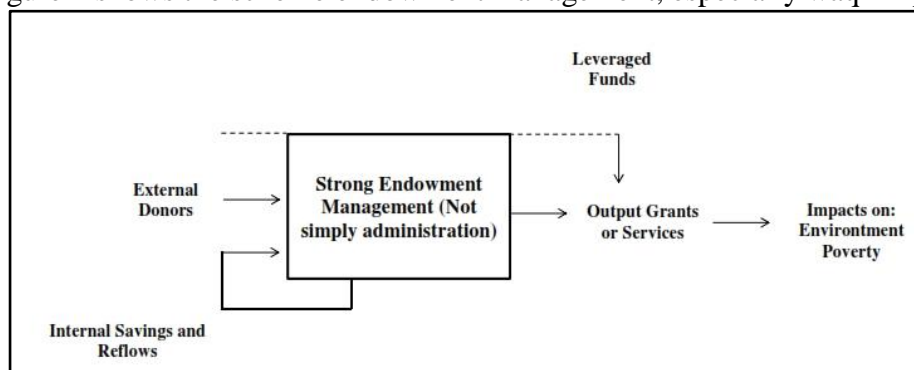 Leveraged
Funds
External
Donors
Strong Endowment
Management (Not
simply administration)
Output Grants
or Services
Impacts on:
Environtment
Poverty
Internal Savings and
Reflows